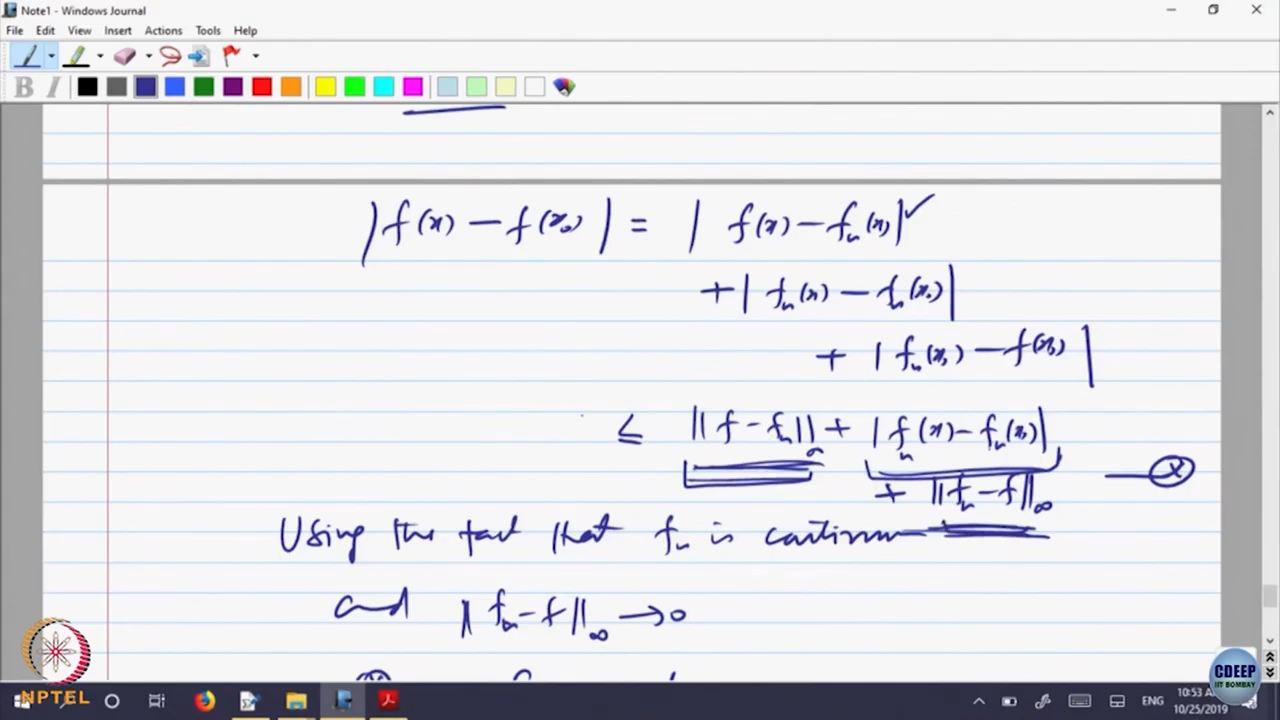 Note1 - Windows Journal
File Edit View Insert Actions Tools Help
B I
|f(x) - f(x₀)| = | f(x) - fₙ(x)| ✓
+ | fₙ(x) - fₙ(x₀)|
+ | fₙ(x₀) - f(x₀) |
≤ ||f - fₙ||∞ + | fₙ(x) - fₙ(x₀)|
+ ||fₙ - f||∞ — ⊛
Using the fact that fₙ is continuous
and || fₙ - f ||∞ → 0
NPTEL
CDEEP
IIT BOMBAY
ENG
10:53 A
10/25/2019